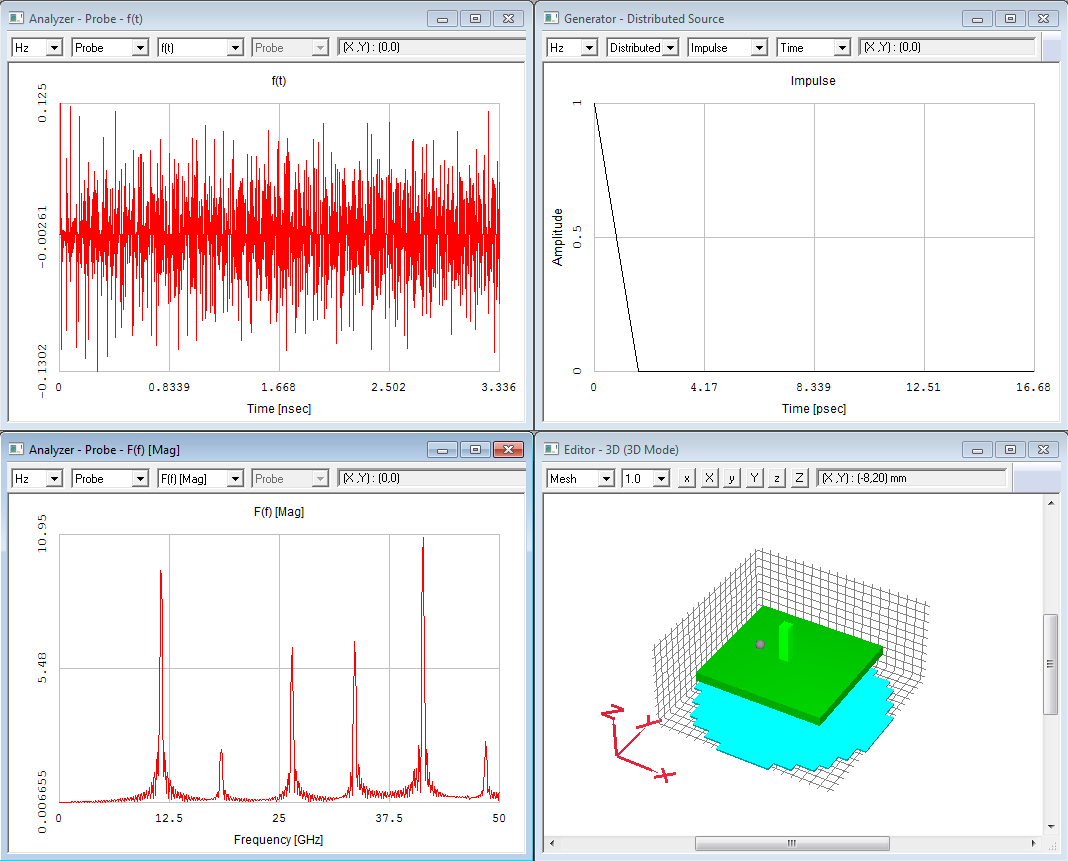 Analyzer - Probe - f(t)
Hz Probe f(t) Probe (X ,Y) : (0,0)
f(t)
0.125
-0.00261
-0.1302
0 0.8339 1.668 2.502 3.336
Time [nsec]
Generator - Distributed Source
Hz Distributed Impulse Time (X ,Y) : (0,0)
Impulse
1
Amplitude
0.5
0
0 4.17 8.339 12.51 16.68
Time [psec]
Analyzer - Probe - F(f) [Mag]
Hz Probe F(f) [Mag] Probe (X ,Y) : (0,0)
F(f) [Mag]
10.95
5.48
0.006655
0 12.5 25 37.5 50
Frequency [GHz]
Editor - 3D (3D Mode)
Mesh 1.0 x X y Y z Z (X ,Y) : (-8,20) mm
Z
Y
X